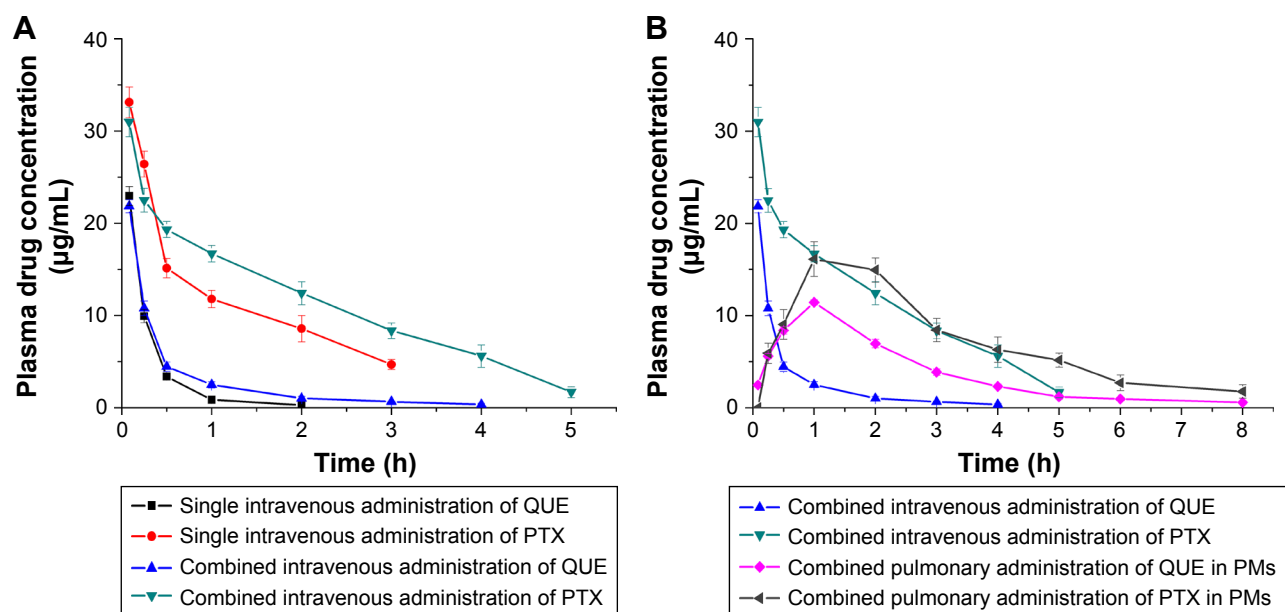 A
40
30
20
10
0
Plasma drug concentration
(µg/mL)
0 1 2 3 4 5
Time (h)
Single intravenous administration of QUE
Single intravenous administration of PTX
Combined intravenous administration of QUE
Combined intravenous administration of PTX
B
40
30
20
10
0
Plasma drug concentration
(µg/mL)
0 1 2 3 4 5 6 7 8
Time (h)
Combined intravenous administration of QUE
Combined intravenous administration of PTX
Combined pulmonary administration of QUE in PMs
Combined pulmonary administration of PTX in PMs